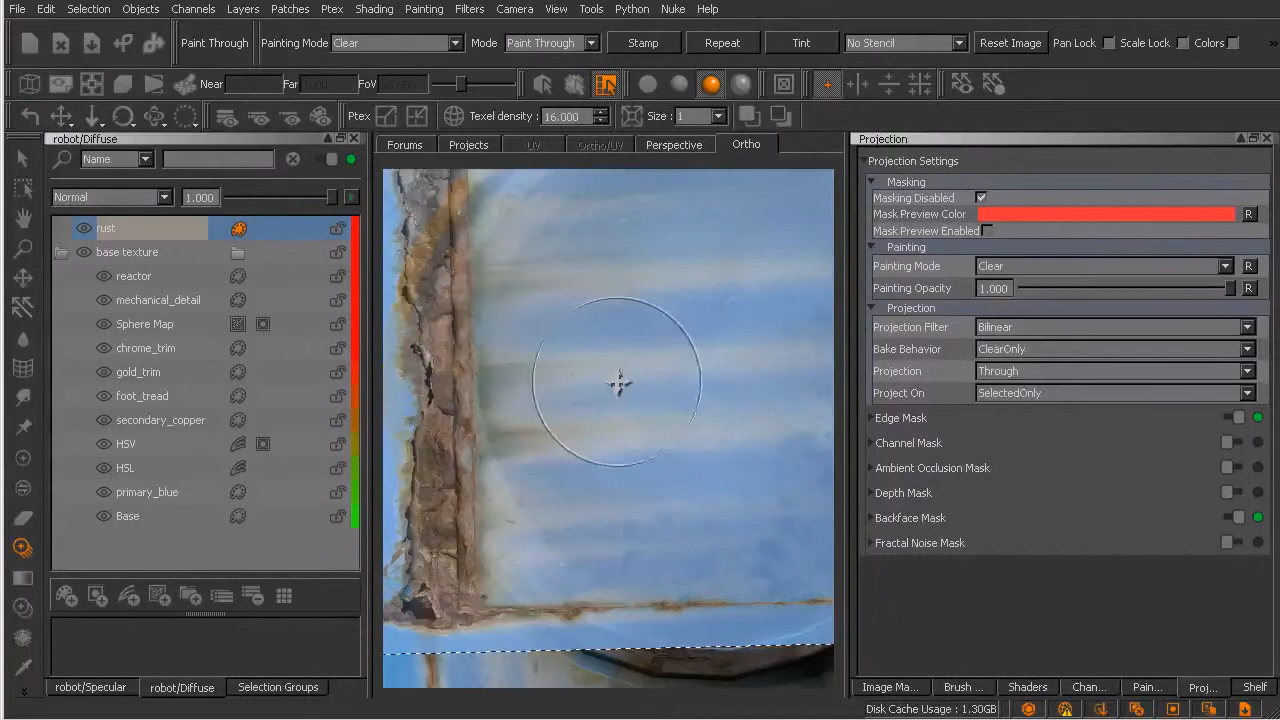 File Edit Selection Objects Channels Layers Patches Ptex Shading Painting Filters Camera View Tools Python Nuke Help
Paint Through Painting Mode Clear Mode Paint Through Stamp Repeat Tint No Stencil Reset Image Pan Lock Scale Lock Colors »
Near Far FoV
Ptex Texel density: 16.000 Size: 1
robot/Diffuse
Name
Normal 1.000
rust
base texture
reactor
mechanical_detail
Sphere Map
chrome_trim
gold_trim
foot_tread
secondary_copper
HSV
HSL
primary_blue
Base
robot/Specular robot/Diffuse Selection Groups
Forums Projects UV Ortho/UV Perspective Ortho
Projection
Projection Settings
Masking
Masking Disabled
Mask Preview Color R
Mask Preview Enabled
Painting
Painting Mode Clear R
Painting Opacity 1.000 R
Projection
Projection Filter Bilinear
Bake Behavior ClearOnly
Projection Through
Project On SelectedOnly
Edge Mask
Channel Mask
Ambient Occlusion Mask
Depth Mask
Backface Mask
Fractal Noise Mask
Image Ma... Brush ... Shaders Chan... Pain... Proj... Shelf
Disk Cache Usage : 1.30GB